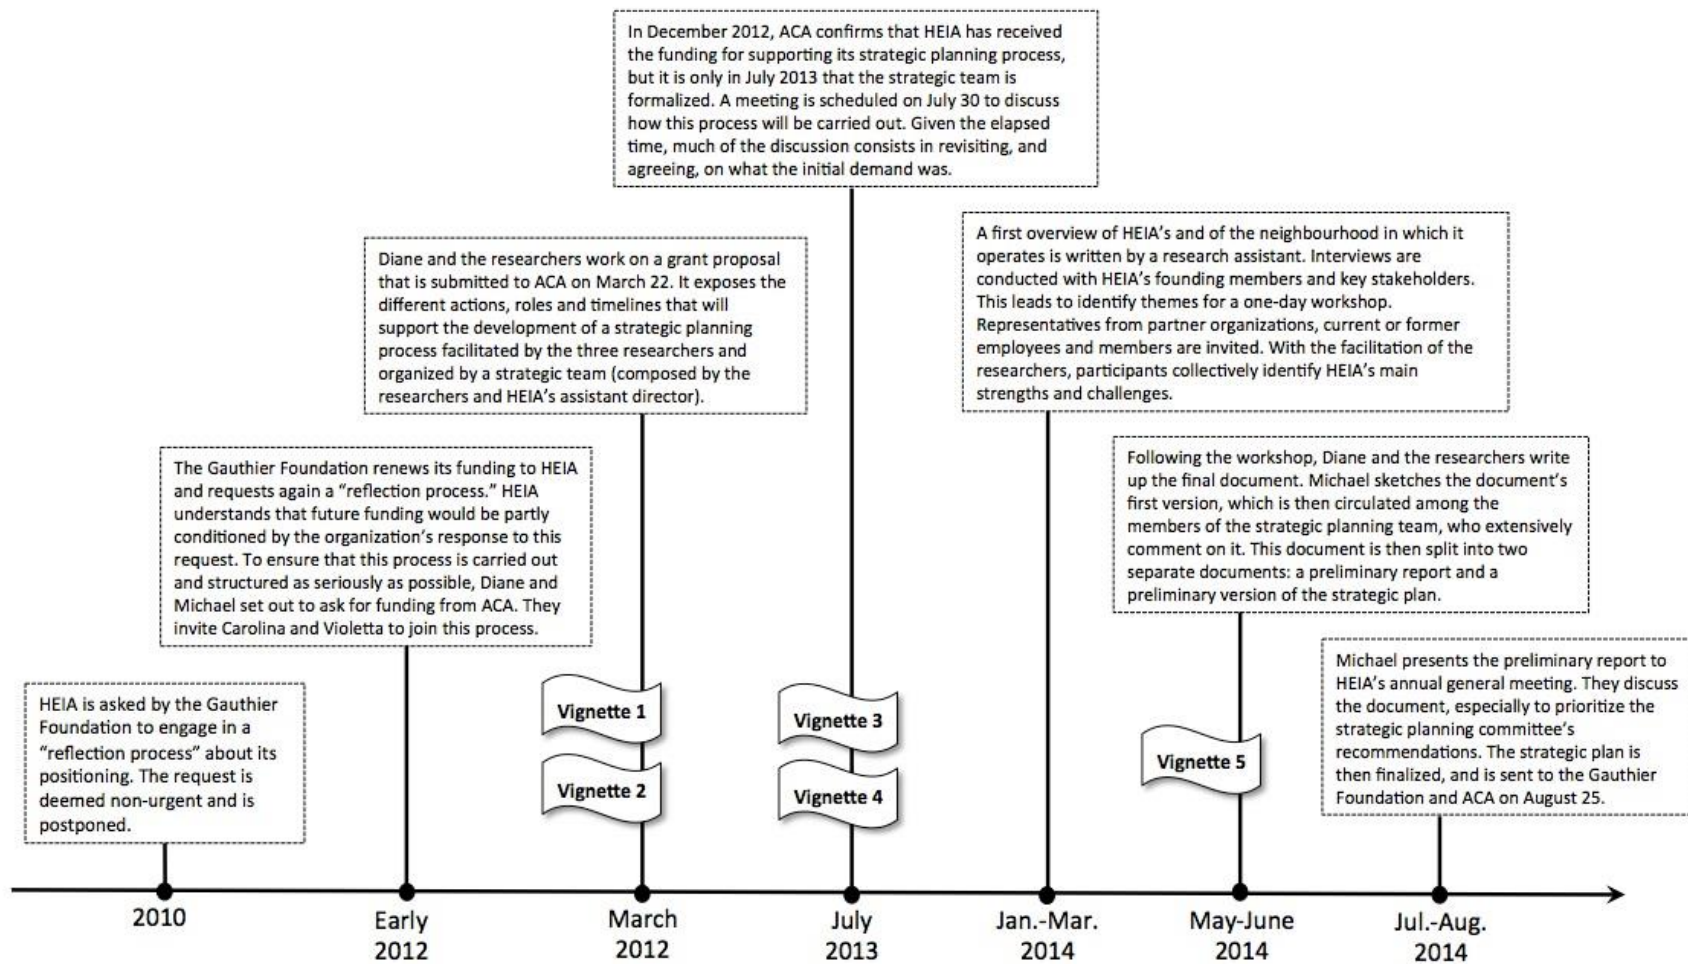 In December 2012, ACA confirms that HEIA has received
the funding for supporting its strategic planning process,
but it is only in July 2013 that the strategic team is
formalized. A meeting is scheduled on July 30 to discuss
how this process will be carried out. Given the elapsed
time, much of the discussion consists in revisiting, and
agreeing, on what the initial demand was.
Diane and the researchers work on a grant proposal
that is submitted to ACA on March 22. It exposes the
different actions, roles and timelines that will
support the development of a strategic planning
process facilitated by the three researchers and
organized by a strategic team (composed by the
researchers and HEIA's assistant director).
A first overview of HEIA's and of the neighbourhood in which it
operates is written by a research assistant. Interviews are
conducted with HEIA's founding members and key stakeholders.
This leads to identify themes for a one-day workshop.
Representatives from partner organizations, current or former
employees and members are invited. With the facilitation of the
researchers, participants collectively identify HEIA's main
strengths and challenges.
The Gauthier Foundation renews its funding to HEIA
and requests again a “reflection process.” HEIA
understands that future funding would be partly
conditioned by the organization's response to this
request. To ensure that this process is carried out
and structured as seriously as possible, Diane and
Michael set out to ask for funding from ACA. They
invite Carolina and Violetta to join this process.
Following the workshop, Diane and the researchers write
up the final document. Michael sketches the document's
first version, which is then circulated among the
members of the strategic planning team, who extensively
comment on it. This document is then split into two
separate documents: a preliminary report and a
preliminary version of the strategic plan.
HEIA is asked by the Gauthier
Foundation to engage in a
“reflection process” about its
positioning. The request is
deemed non-urgent and is
postponed.
Vignette 1
Vignette 2
Vignette 3
Vignette 4
Vignette 5
Michael presents the preliminary report to
HEIA's annual general meeting. They discuss
the document, especially to prioritize the
strategic planning committee's
recommendations. The strategic plan is
then finalized, and is sent to the Gauthier
Foundation and ACA on August 25.
2010
Early
2012
March
2012
July
2013
Jan.-Mar.
2014
May-June
2014
Jul.-Aug.
2014